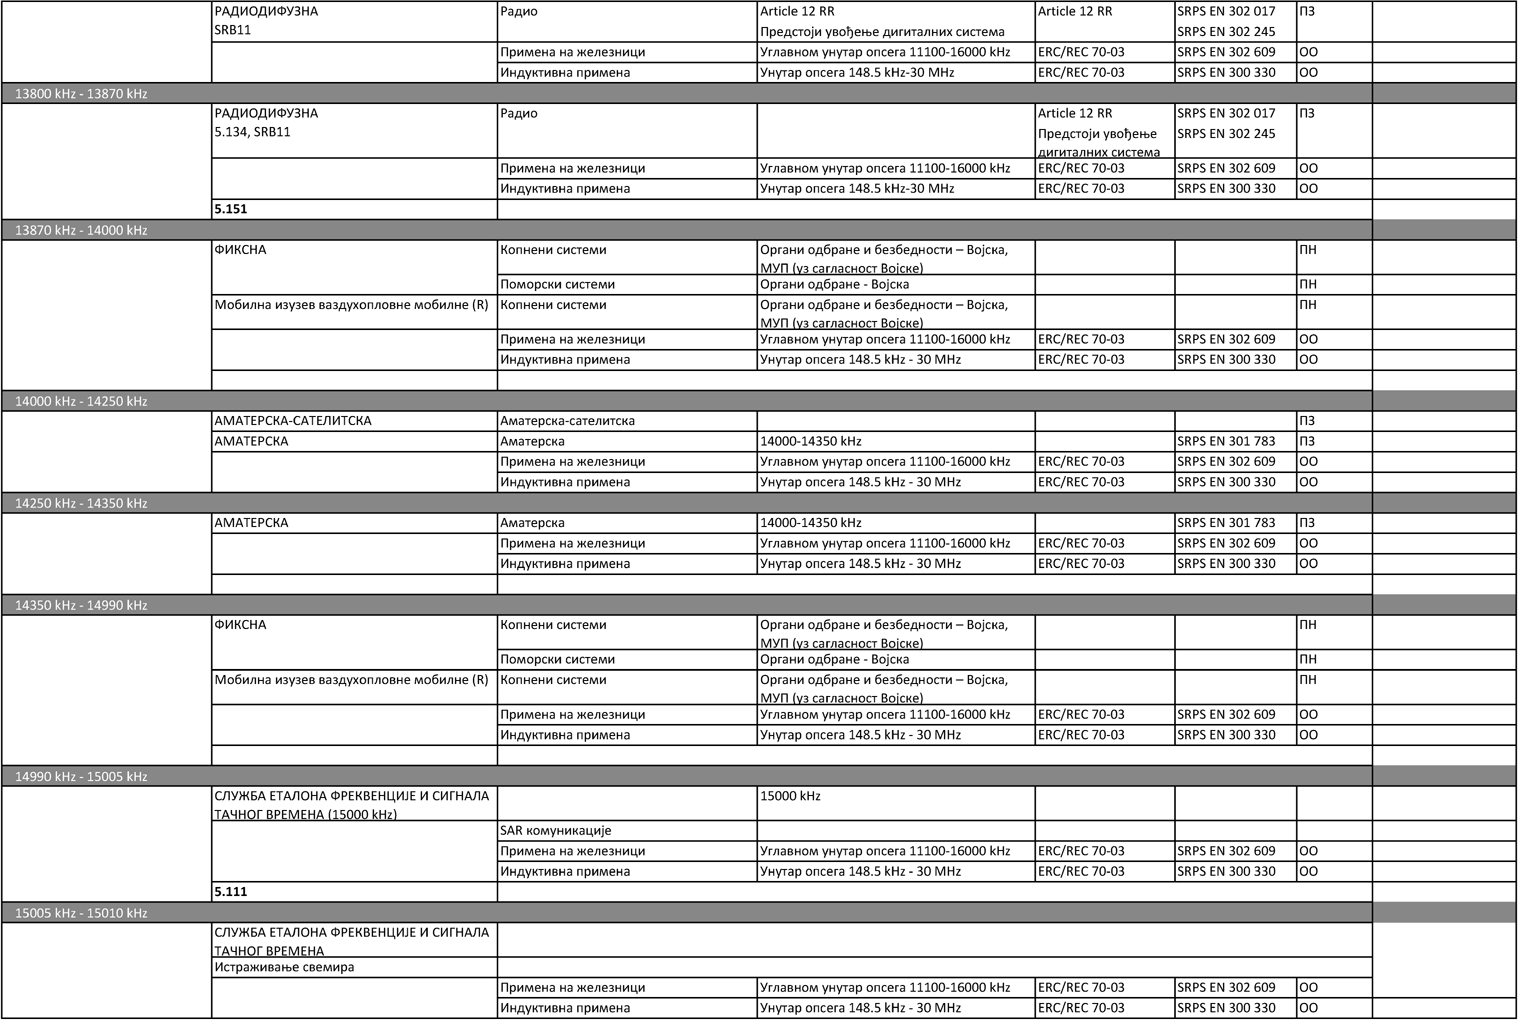 РАДИОДИФУЗНА Радио Article 12 RR Article 12 RR SRPS EN 302 017 ПЗ
SRB11 Предстоји увођење дигиталних система SRPS EN 302 245
Примена на железници Углавном унутар опсега 11100-16000 kHz ERC/REC 70-03 SRPS EN 302 609 ОО
Индуктивна примена Унутар опсега 148.5 kHz-30 MHz ERC/REC 70-03 SRPS EN 300 330 ОО
13800 kHz - 13870 kHz
РАДИОДИФУЗНА Радио Article 12 RR SRPS EN 302 017 ПЗ
5.134, SRB11 Предстоји увођење SRPS EN 302 245
дигиталних система
Примена на железници Углавном унутар опсега 11100-16000 kHz ERC/REC 70-03 SRPS EN 302 609 ОО
Индуктивна примена Унутар опсега 148.5 kHz-30 MHz ERC/REC 70-03 SRPS EN 300 330 ОО
5.151
13870 kHz - 14000 kHz
ФИКСНА Копнени системи Органи одбране и безбедности – Војска, ПН
МУП (уз сагласност Војске)
Поморски системи Органи одбране - Војска ПН
Мобилна изузев ваздухопловне мобилне (R) Копнени системи Органи одбране и безбедности – Војска, ПН
МУП (уз сагласност Војске)
Примена на железници Углавном унутар опсега 11100-16000 kHz ERC/REC 70-03 SRPS EN 302 609 ОО
Индуктивна примена Унутар опсега 148.5 kHz - 30 MHz ERC/REC 70-03 SRPS EN 300 330 ОО
14000 kHz - 14250 kHz
АМАТЕРСКА-САТЕЛИТСКА Аматерска-сателитска ПЗ
АМАТЕРСКА Аматерска 14000-14350 kHz SRPS EN 301 783 ПЗ
Примена на железници Углавном унутар опсега 11100-16000 kHz ERC/REC 70-03 SRPS EN 302 609 ОО
Индуктивна примена Унутар опсега 148.5 kHz - 30 MHz ERC/REC 70-03 SRPS EN 300 330 ОО
14250 kHz - 14350 kHz
АМАТЕРСКА Аматерска 14000-14350 kHz SRPS EN 301 783 ПЗ
Примена на железници Углавном унутар опсега 11100-16000 kHz ERC/REC 70-03 SRPS EN 302 609 ОО
Индуктивна примена Унутар опсега 148.5 kHz - 30 MHz ERC/REC 70-03 SRPS EN 300 330 ОО
14350 kHz - 14990 kHz
ФИКСНА Копнени системи Органи одбране и безбедности – Војска, ПН
МУП (уз сагласност Војске)
Поморски системи Органи одбране - Војска ПН
Мобилна изузев ваздухопловне мобилне (R) Копнени системи Органи одбране и безбедности – Војска, ПН
МУП (уз сагласност Војске)
Примена на железници Углавном унутар опсега 11100-16000 kHz ERC/REC 70-03 SRPS EN 302 609 ОО
Индуктивна примена Унутар опсега 148.5 kHz - 30 MHz ERC/REC 70-03 SRPS EN 300 330 ОО
14990 kHz - 15005 kHz
СЛУЖБА ЕТАЛОНА ФРЕКВЕНЦИЈЕ И СИГНАЛА 15000 kHz
ТАЧНОГ ВРЕМЕНА (15000 kHz)
SAR комуникације
Примена на железници Углавном унутар опсега 11100-16000 kHz ERC/REC 70-03 SRPS EN 302 609 ОО
Индуктивна примена Унутар опсега 148.5 kHz - 30 MHz ERC/REC 70-03 SRPS EN 300 330 ОО
5.111
15005 kHz - 15010 kHz
СЛУЖБА ЕТАЛОНА ФРЕКВЕНЦИЈЕ И СИГНАЛА
ТАЧНОГ ВРЕМЕНА
Истраживање свемира
Примена на железници Углавном унутар опсега 11100-16000 kHz ERC/REC 70-03 SRPS EN 302 609 ОО
Индуктивна примена Унутар опсега 148.5 kHz - 30 MHz ERC/REC 70-03 SRPS EN 300 330 ОО